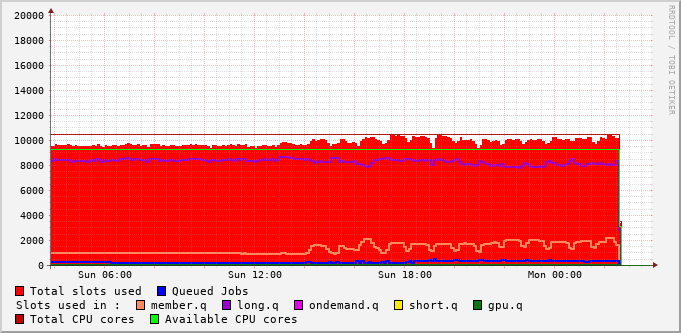 RRDTOOL / TOBI OETIKER
20000
18000
16000
14000
12000
10000
8000
6000
4000
2000
0
Sun 06:00 Sun 12:00 Sun 18:00 Mon 00:00
Total slots used Queued Jobs
Slots used in : member.q long.q ondemand.q short.q gpu.q
Total CPU cores Available CPU cores